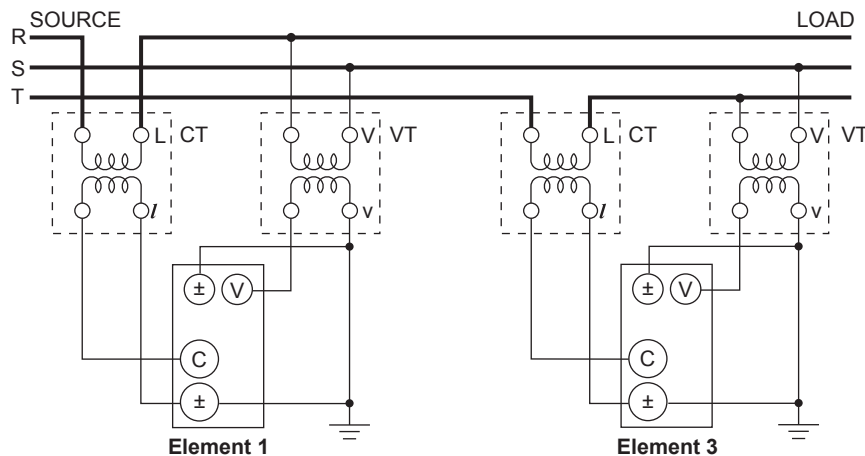 SOURCE LOAD
R
S
T
L CT V VT L CT V VT
l v l v
± V ± V
C C
± ±
Element 1 Element 3